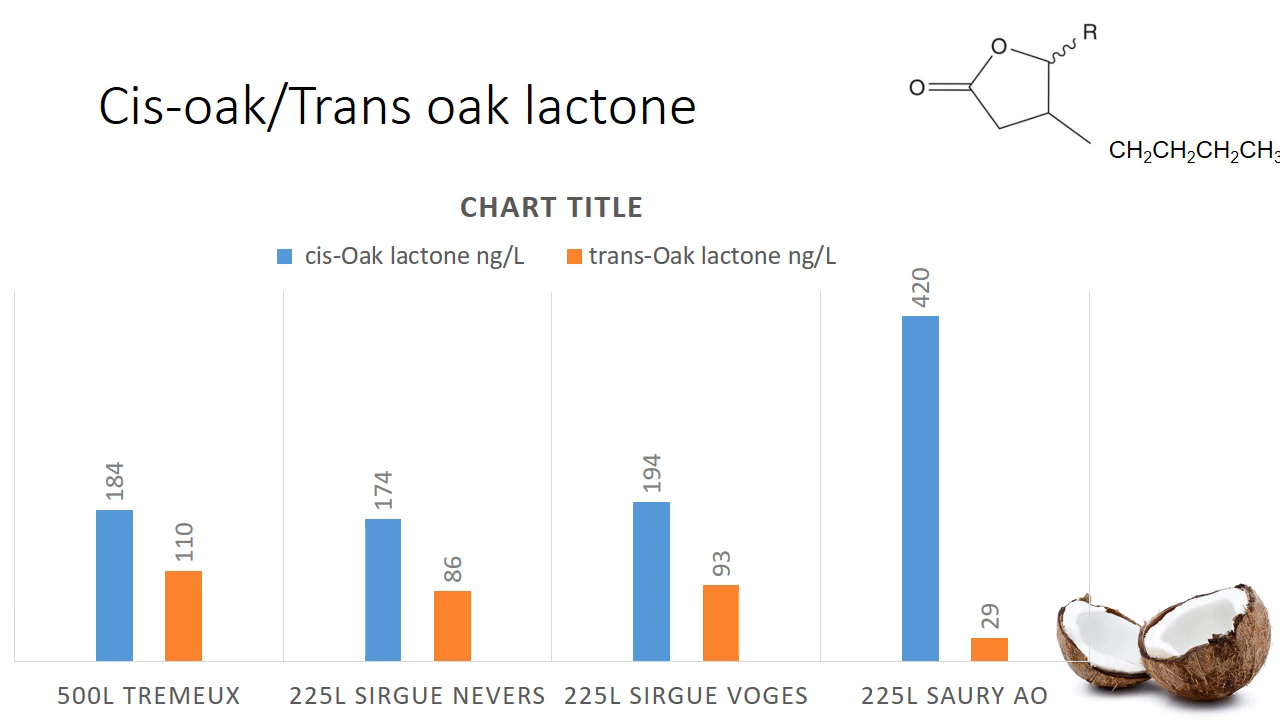 R
O
O
Cis-oak/Trans oak lactone
CH₂CH₂CH₂CH₃
CHART TITLE
cis-Oak lactone ng/L trans-Oak lactone ng/L
420
184
174
194
110
86
93
29
500L TREMEUX 225L SIRGUE NEVERS 225L SIRGUE VOGES 225L SAURY AO